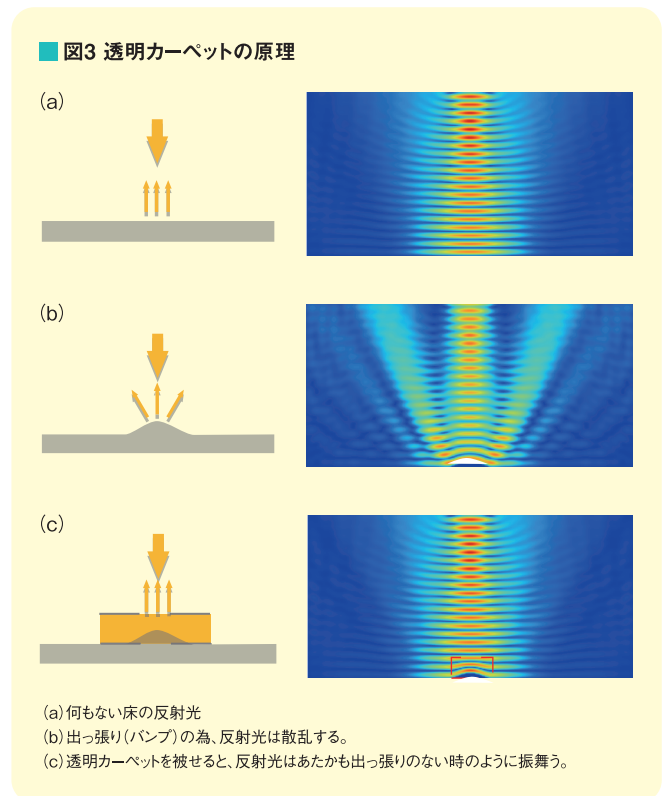 図3 透明カーペットの原理
(a)
(b)
(c)
(a)何もない床の反射光
(b)出っ張り(バンプ)の為、反射光は散乱する。
(c)透明カーペットを被せると、反射光はあたかも出っ張りのない時のように振舞う。